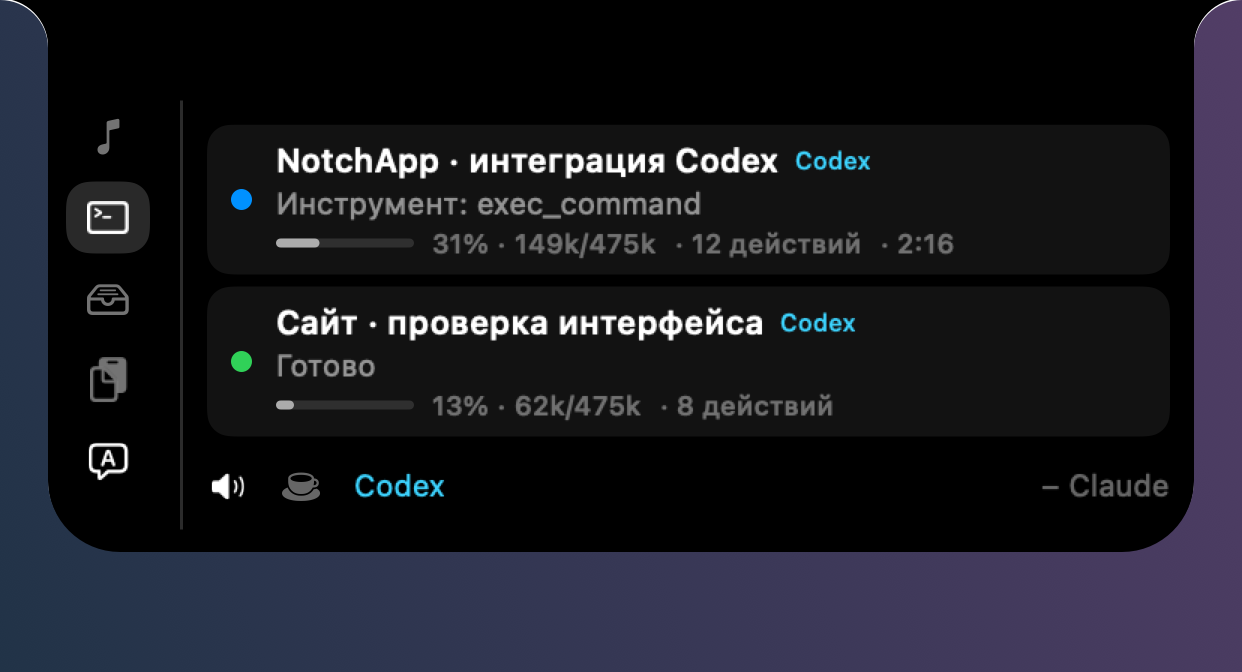 NotchApp · интеграция Codex Codex
Инструмент: exec_command
31% · 149k/475k · 12 действий · 2:16
Сайт · проверка интерфейса Codex
Готово
13% · 62k/475k · 8 действий
A
Codex – Claude